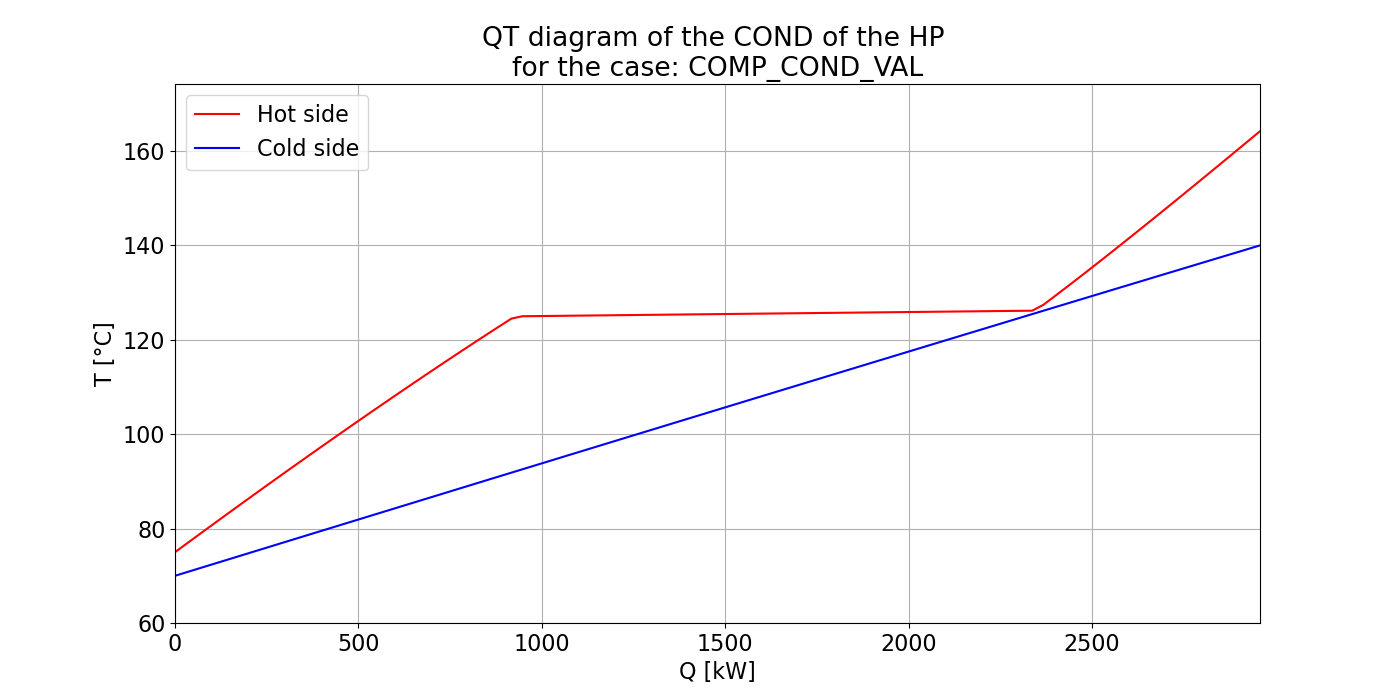 QT diagram of the COND of the HP
for the case: COMP_COND_VAL
Hot side
Cold side
160
140
120
100
80
60
T [°C]
0 500 1000 1500 2000 2500
Q [kW]